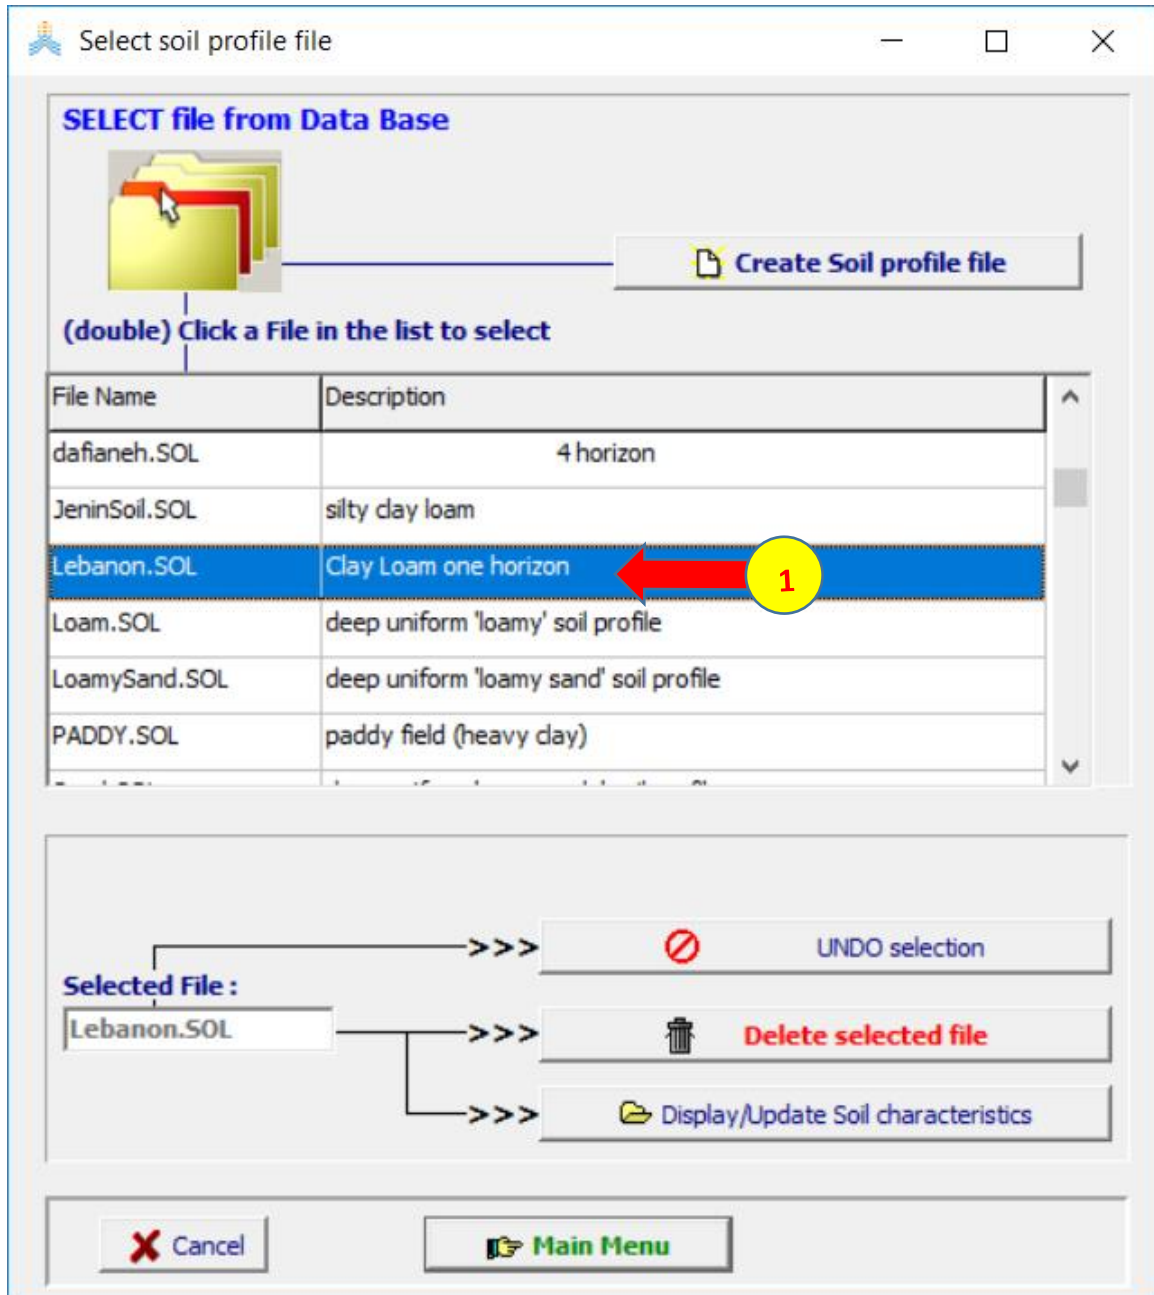 Select soil profile file
SELECT file from Data Base
Create Soil profile file
(double) Click a File in the list to select
File Name Description
dafianeh.SOL 4 horizon
JeninSoil.SOL silty clay loam
Lebanon.SOL Clay Loam one horizon 1
Loam.SOL deep uniform 'loamy' soil profile
LoamySand.SOL deep uniform 'loamy sand' soil profile
PADDY.SOL paddy field (heavy clay)
>>> UNDO selection
Selected File :
Lebanon.SOL >>> Delete selected file
>>> Display/Update Soil characteristics
Cancel Main Menu